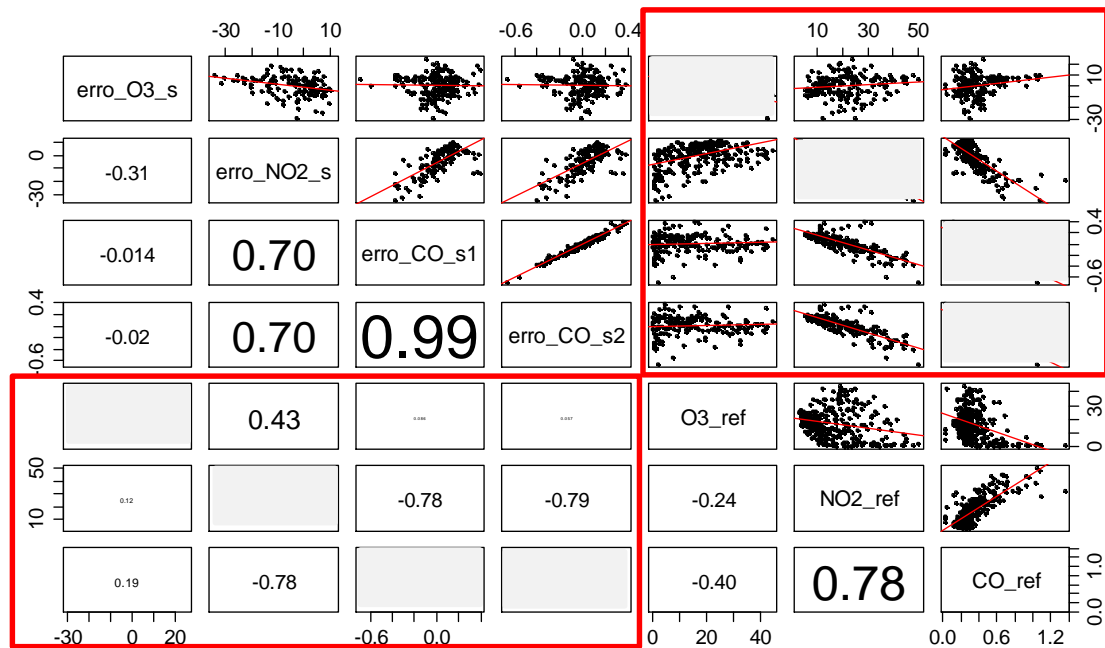 -30 -10 0 10 -0.6 0.0 0.4 10 30 50
erro_O3_s 10 -30
0 -30 -0.31 erro_NO2_s
-0.014 0.70 erro_CO_s1 0.4 -0.6
0.4 -0.6 -0.02 0.70 0.99 erro_CO_s2
0.43 O3_ref 30 0
50 10 0.12 -0.78 -0.79 -0.24 NO2_ref
0.19 -0.78 -0.40 0.78 CO_ref 1.0 0.0
-30 0 20 -0.6 0.0 0 20 40 0.0 0.6 1.2